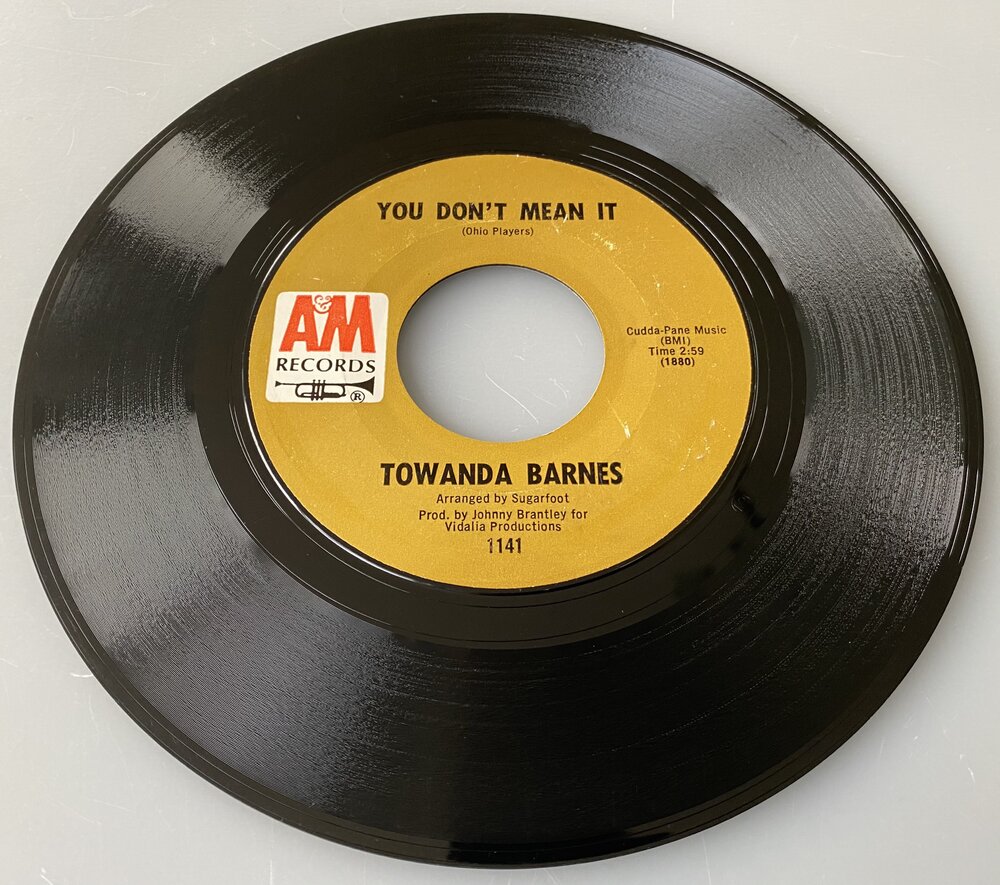 YOU DON'T MEAN IT
(Ohio Players)
A&M
RECORDS
®
Cudda-Pane Music
(BMI)
Time 2:59
(1880)
TOWANDA BARNES
Arranged by Sugarfoot
Prod. by Johnny Brantley for
Vidalia Productions
1141